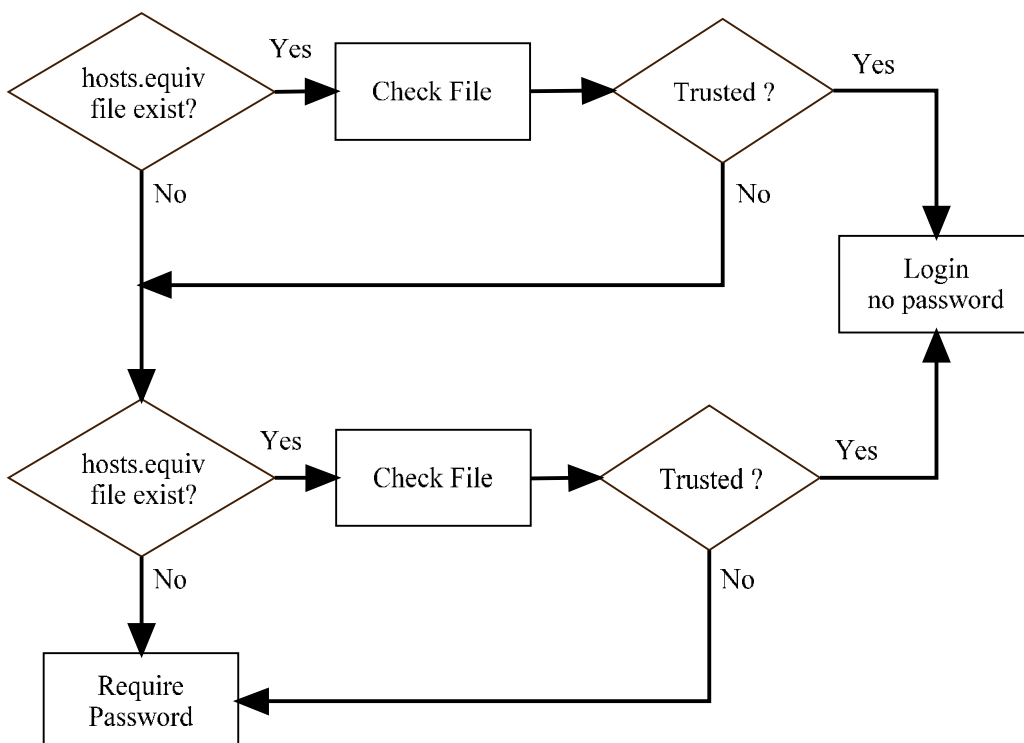 hosts.equiv
file exist?
Yes
Check File
Trusted ?
Yes
No
No
Login
no password
hosts.equiv
file exist?
Yes
Check File
Trusted ?
Yes
No
No
Require
Password